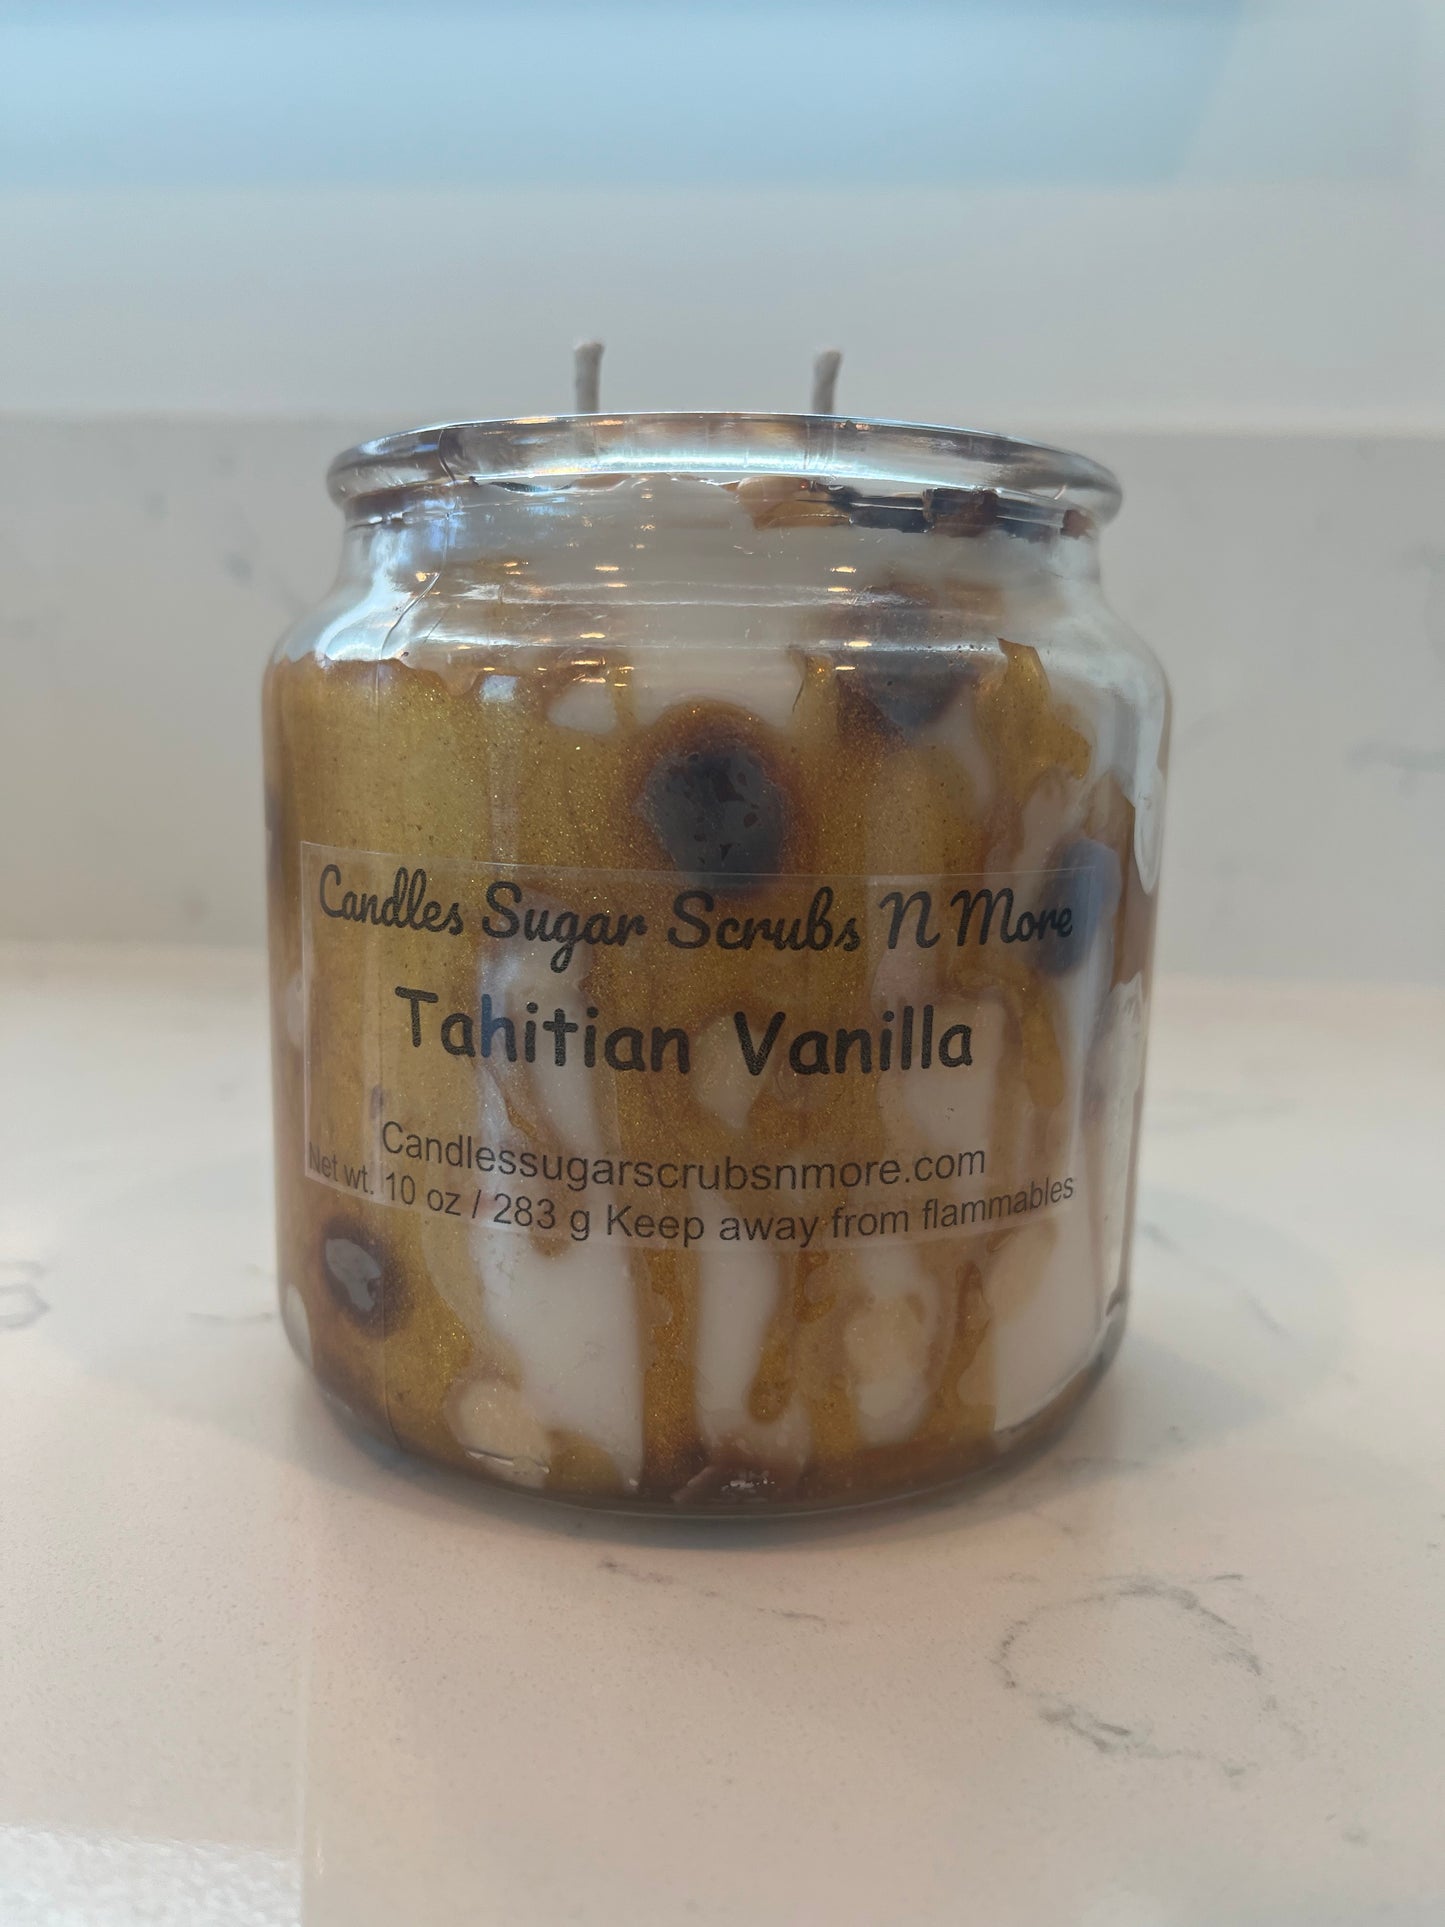 Candles Sugar Scrubs N More
Tahitian Vanilla
Candlessugarscrubsnmore.com
Net wt. 10 oz / 283 g Keep away from flammables